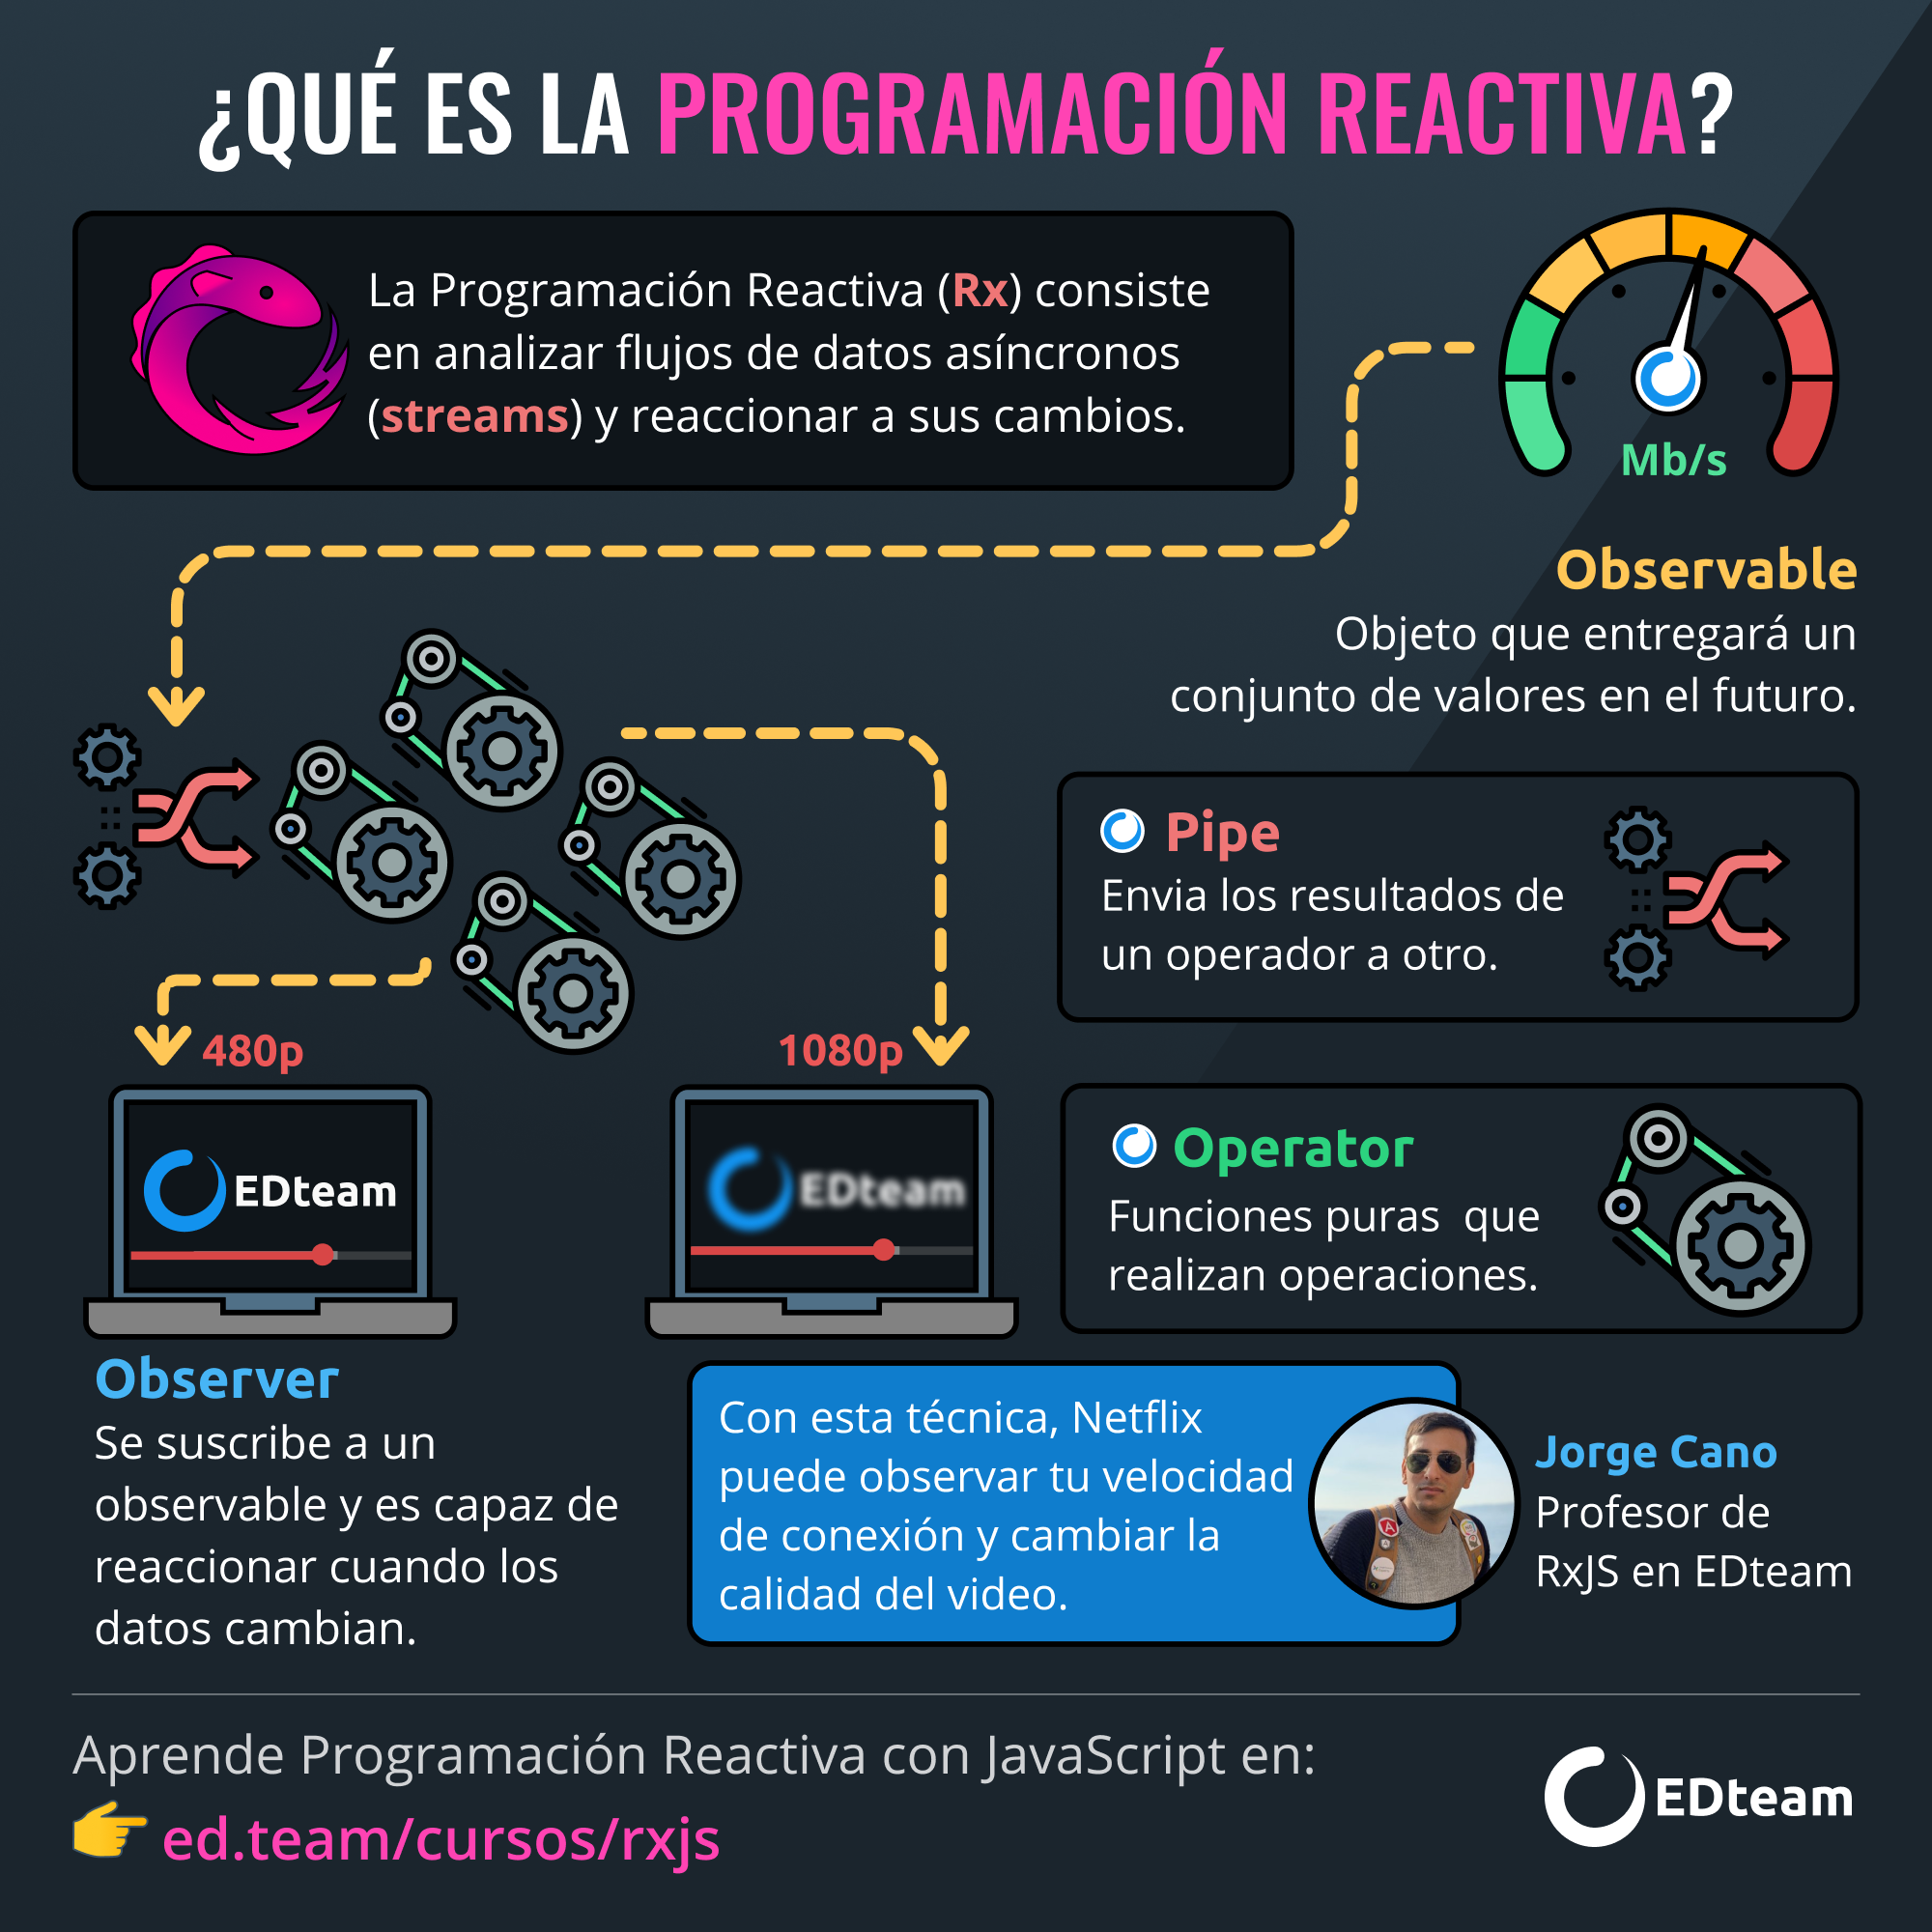 ¿QUÉ ES LA PROGRAMACIÓN REACTIVA?
La Programación Reactiva (Rx) consiste
en analizar flujos de datos asíncronos
(streams) y reaccionar a sus cambios.
Mb/s
Observable
Objeto que entregará un
conjunto de valores en el futuro.
Pipe
Envia los resultados de
un operador a otro.
480p
1080p
EDteam
EDteam
Operator
Funciones puras  que
realizan operaciones.
Observer
Se suscribe a un
observable y es capaz de
reaccionar cuando los
datos cambian.
Con esta técnica, Netflix
puede observar tu velocidad
de conexión y cambiar la
calidad del video.
Jorge Cano
Profesor de
RxJS en EDteam
Aprende Programación Reactiva con JavaScript en:
ed.team/cursos/rxjs
EDteam